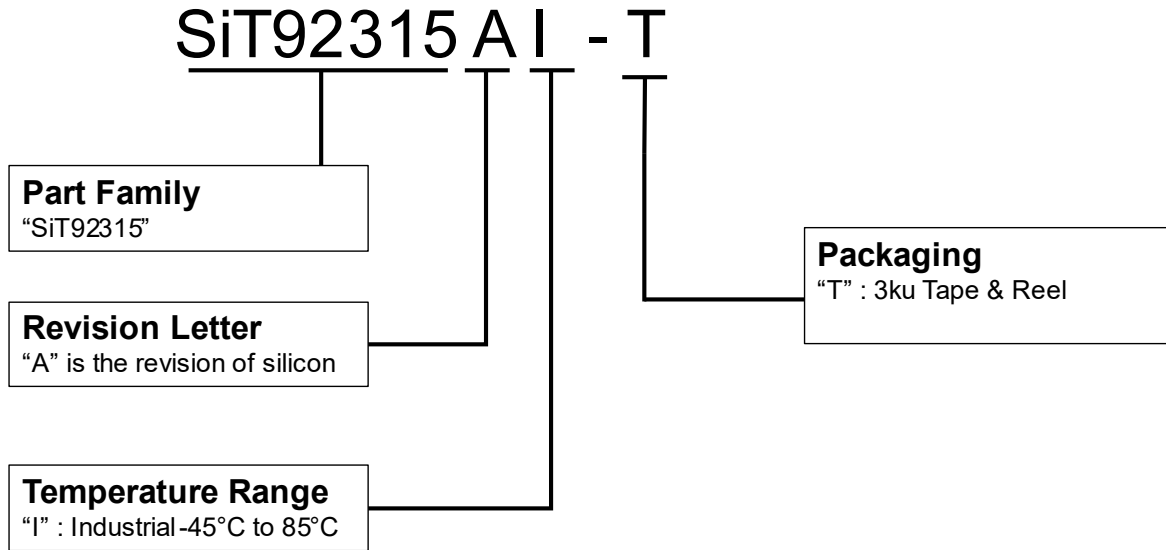 SiT92315 A I - T
Part Family
“SiT92315”
Revision Letter
“A” is the revision of silicon
Temperature Range
“I” : Industrial -45°C to 85°C
Packaging
“T” : 3ku Tape & Reel